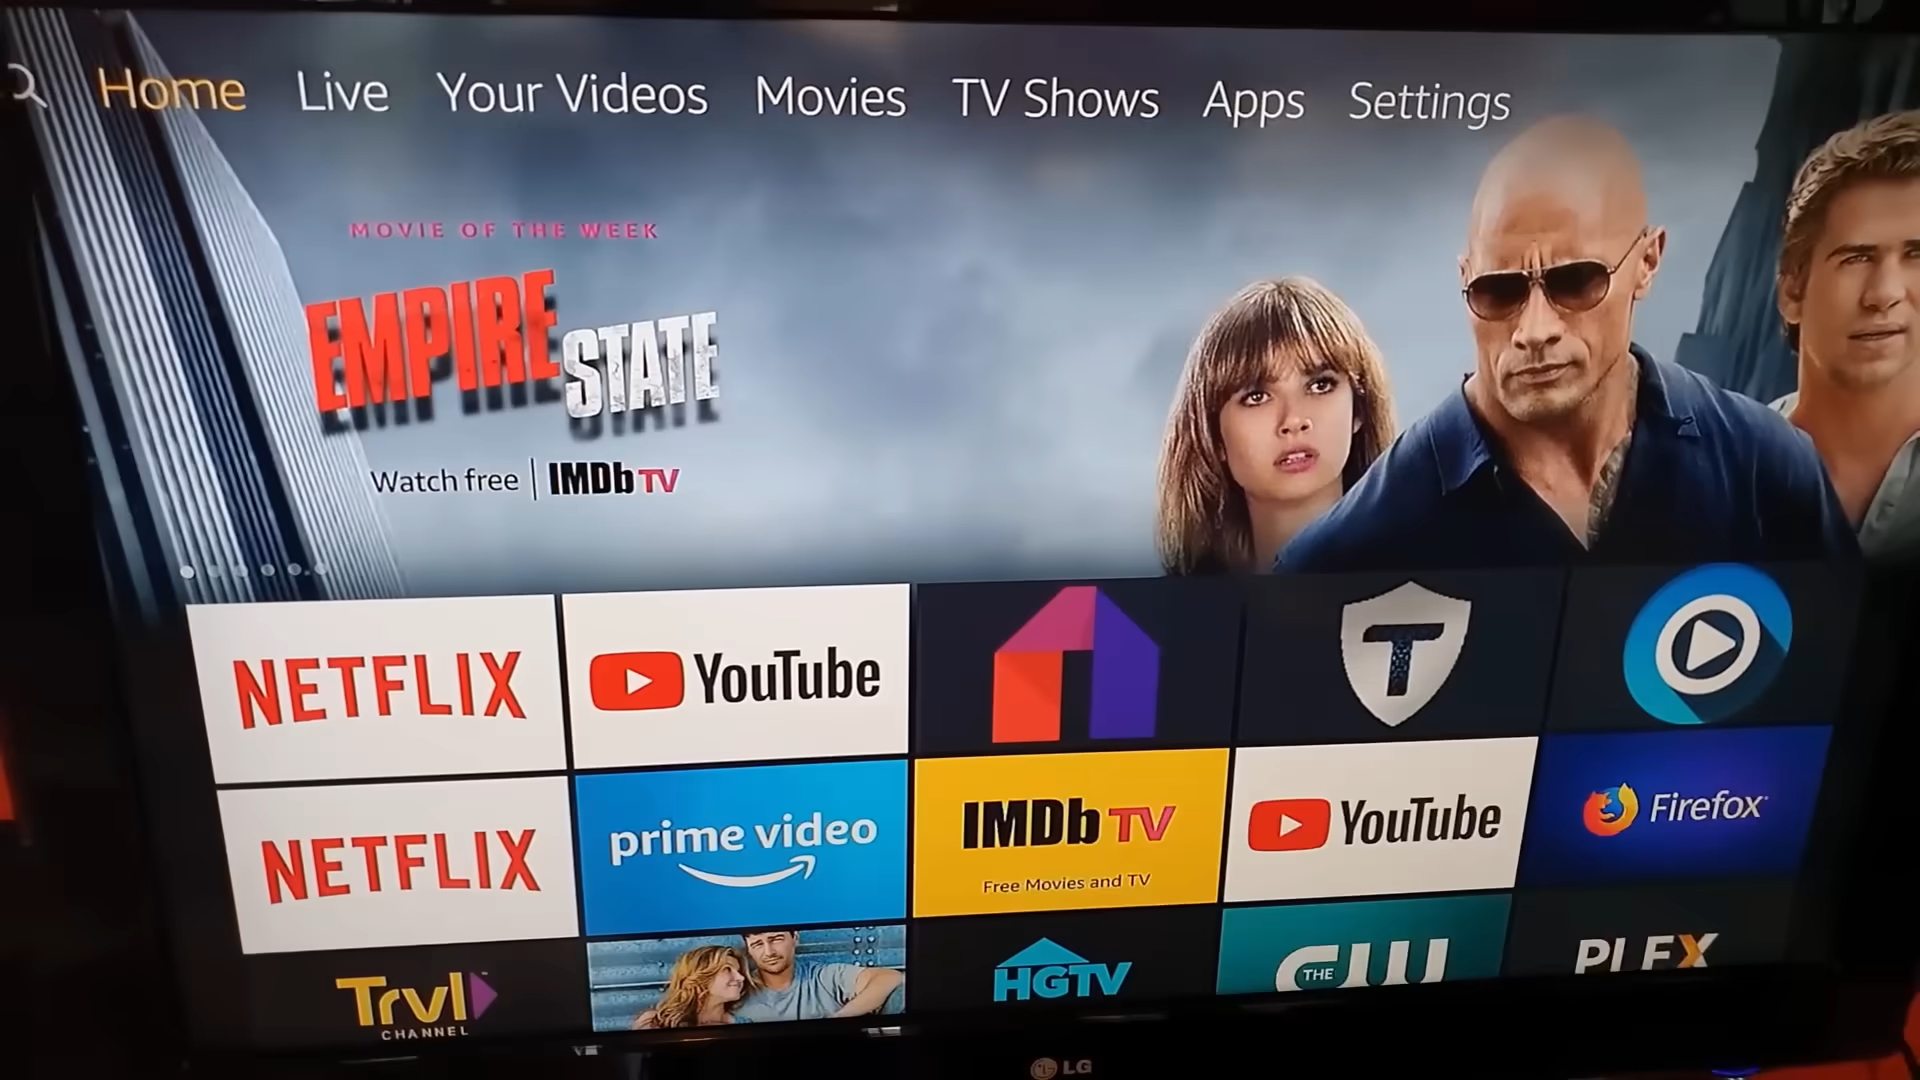 Home Live Your Videos Movies TV Shows Apps Settings
MOVIE OF THE WEEK
EMPIRE
STATE
Watch free | IMDb TV
NETFLIX
YouTube
T
NETFLIX
prime video
IMDb TV
Free Movies and TV
YouTube
Firefox
Trvl
CHANNEL
HGTV
THE CW
PLEX
LG